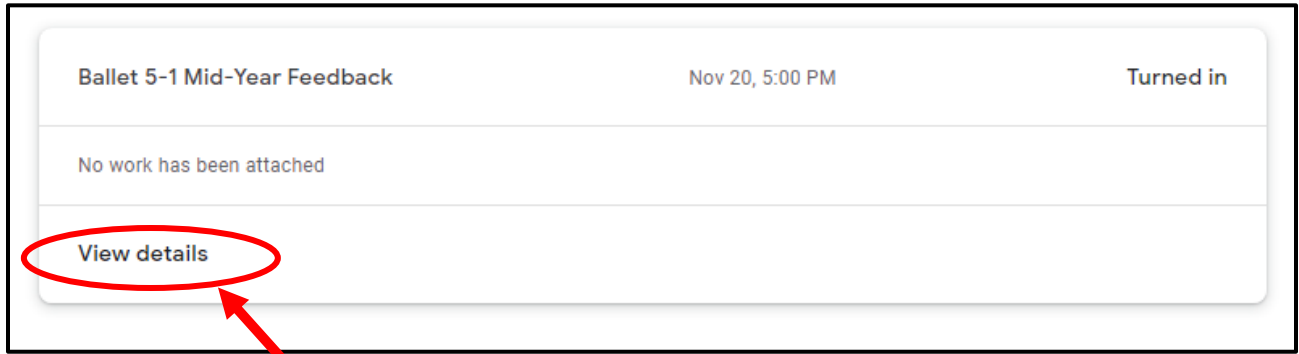 Ballet 5-1 Mid-Year Feedback Nov 20, 5:00 PM Turned in
No work has been attached
View details